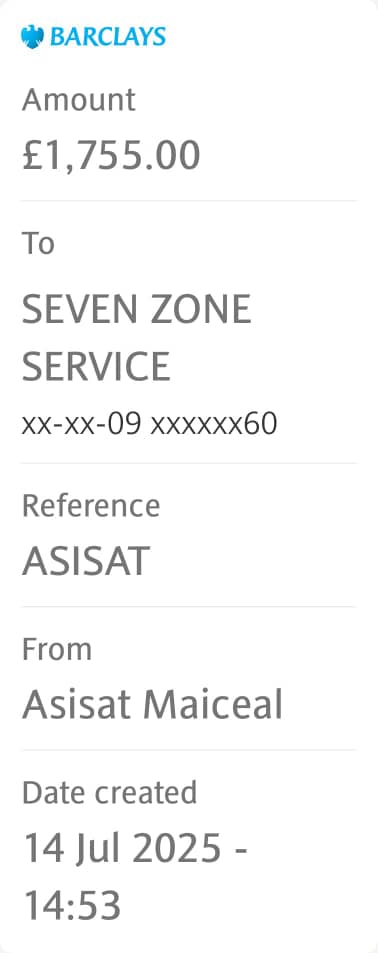 BARCLAYS
Amount
£1,755.00
To
SEVEN ZONE
SERVICE
xx-xx-09 xxxxxx60
Reference
ASISAT
From
Asisat Maiceal
Date created
14 Jul 2025 -
14:53